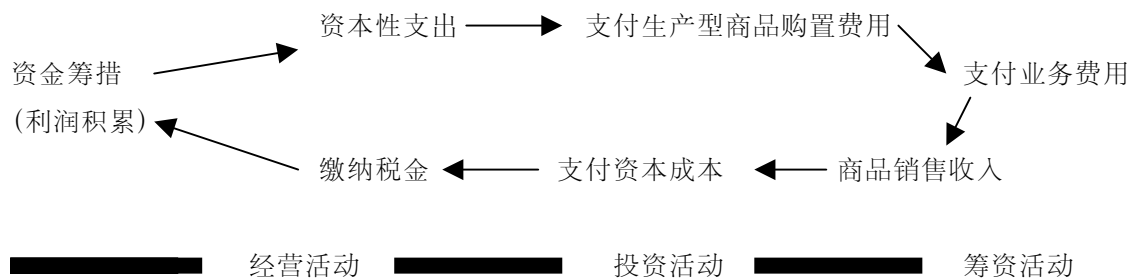 资本性支出 支付生产型商品购置费用
资金筹措 支付业务费用
(利润积累)
缴纳税金 支付资本成本 商品销售收入
经营活动 投资活动 筹资活动